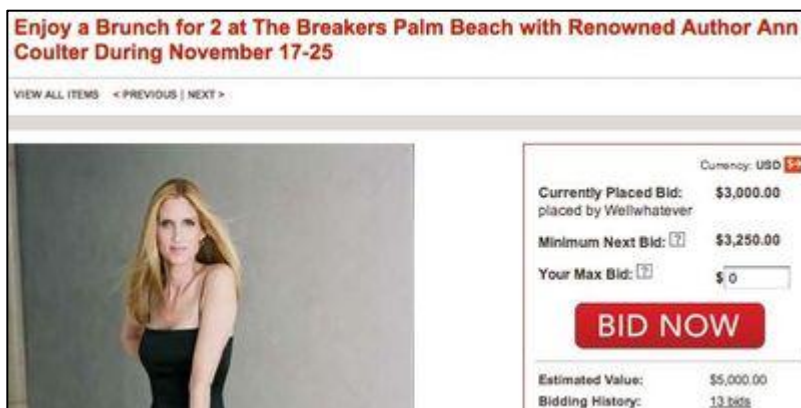 Enjoy a Brunch for 2 at The Breakers Palm Beach with Renowned Author Ann
Coulter During November 17-25
VIEW ALL ITEMS < PREVIOUS | NEXT >
Currency: USD
Currently Placed Bid: $3,000.00
placed by Wellwhatever
Minimum Next Bid: ? $3,250.00
Your Max Bid: ? $ 0
BID NOW
Estimated Value: $5,000.00
Bidding History: 13 bids